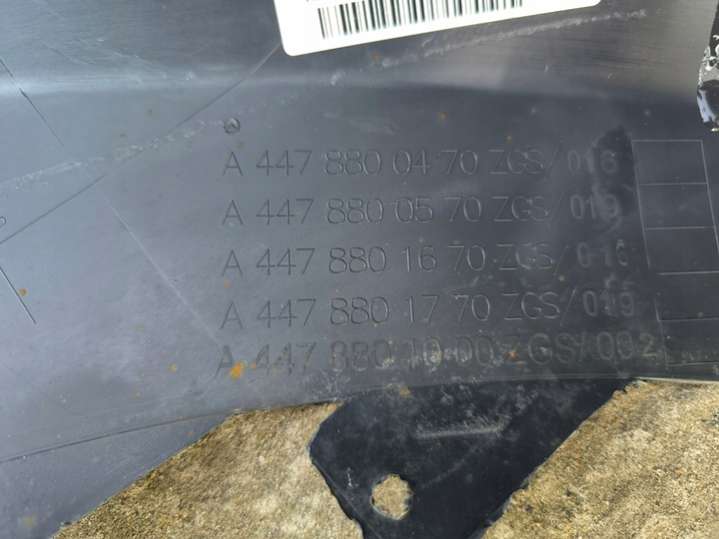 A 447 880 04 70 ZGS/016
A 447 880 05 70 ZGS/019
A 447 880 16 70 ZGS/016
A 447 880 17 70 ZGS/019
A 447 880 10 00 ZGS/002